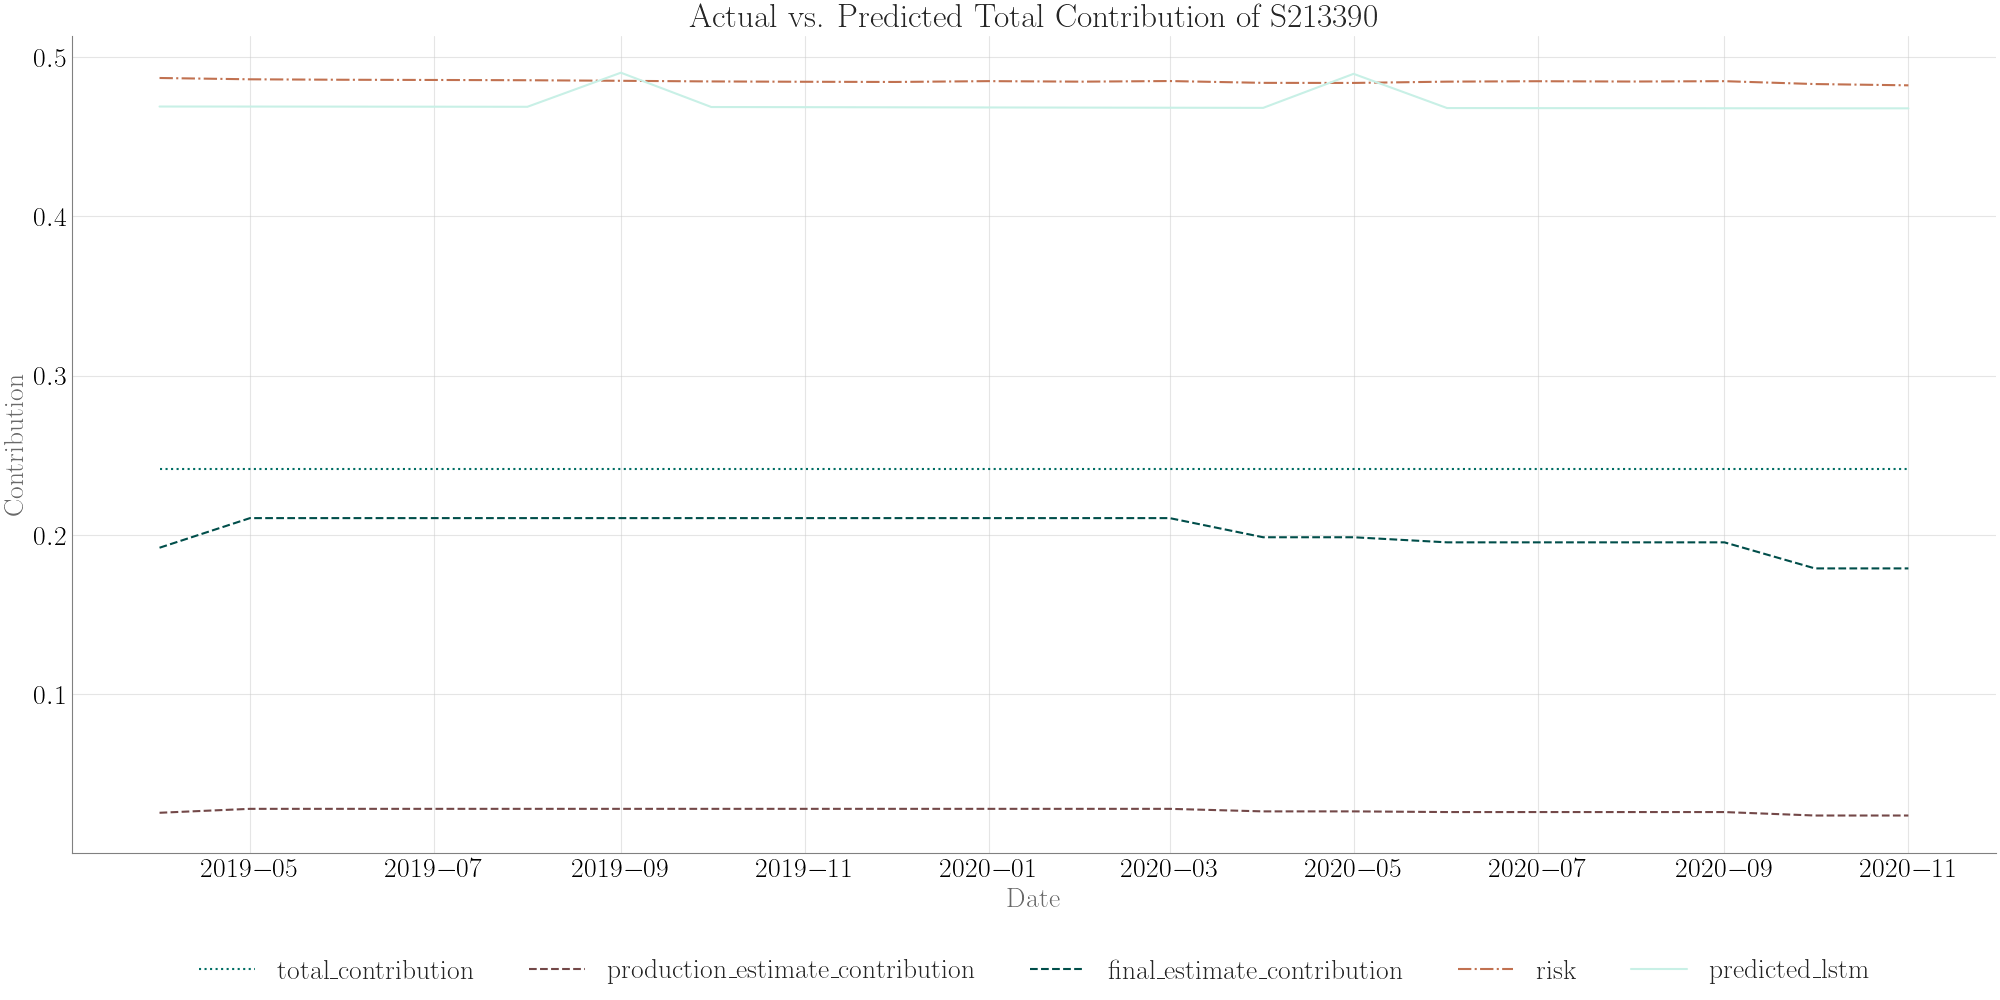 Actual vs. Predicted Total Contribution of S213390
0.5
0.4
0.3
0.2
0.1
Contribution
2019–05 2019–07 2019–09 2019–11 2020–01 2020–03 2020–05 2020–07 2020–09 2020–11
Date
total_contribution production_estimate_contribution final_estimate_contribution risk predicted_lstm